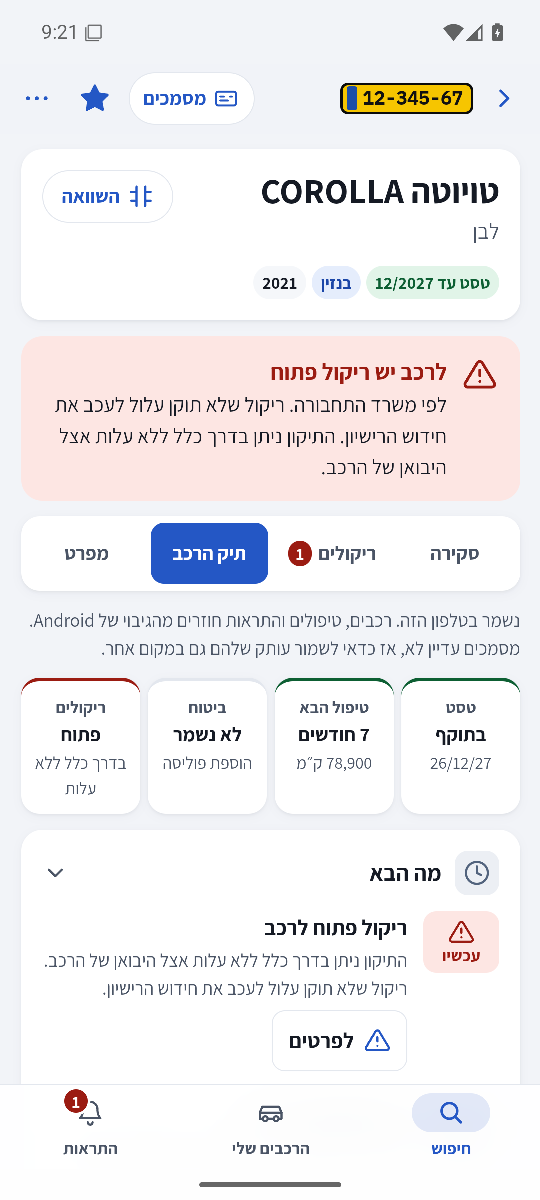 9:21
12-345-67
מסמכים
טויוטה COROLLA
השוואה
לבן
טסט עד 12/2027
בנזין
2021
לרכב יש ריקול פתוח
לפי משרד התחבורה. ריקול שלא תוקן עלול לעכב את
חידוש הרישיון. התיקון ניתן בדרך כלל ללא עלות אצל
היבואן של הרכב.
סקירה
ריקולים 1
תיק הרכב
מפרט
נשמר בטלפון הזה. רכבים, טיפולים והתראות חוזרים מהגיבוי של Android.
מסמכים עדיין לא, אז כדאי לשמור עותק שלהם גם במקום אחר.
טסט
בתוקף
26/12/27
טיפול הבא
7 חודשים
78,900 ק״מ
ביטוח
לא נשמר
הוספת פוליסה
ריקולים
פתוח
בדרך כלל ללא
עלות
מה הבא
עכשיו
ריקול פתוח לרכב
התיקון ניתן בדרך כלל ללא עלות אצל היבואן של הרכב.
ריקול שלא תוקן עלול לעכב את חידוש הרישיון.
לפרטים
חיפוש
הרכבים שלי
1
התראות